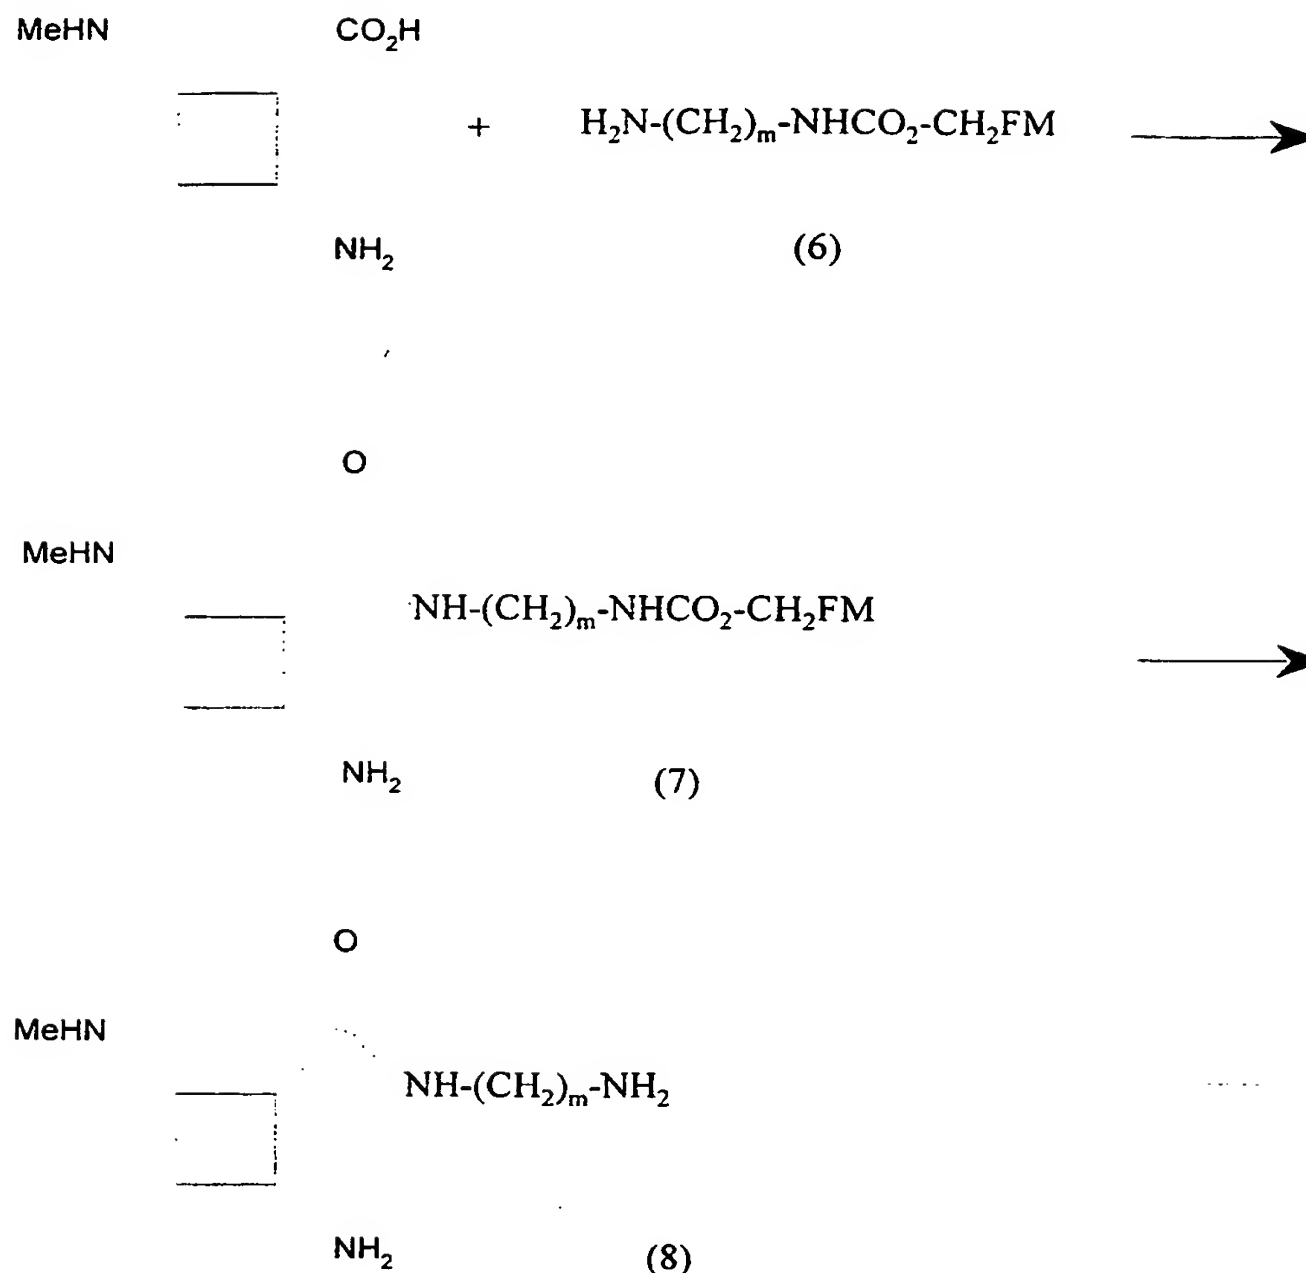 MeHN CO₂H
+ H₂N-(CH₂)ₘ-NHCO₂-CH₂FM
NH₂ (6)
O
MeHN
NH-(CH₂)ₘ-NHCO₂-CH₂FM
NH₂ (7)
O
MeHN
NH-(CH₂)ₘ-NH₂
NH₂ (8)